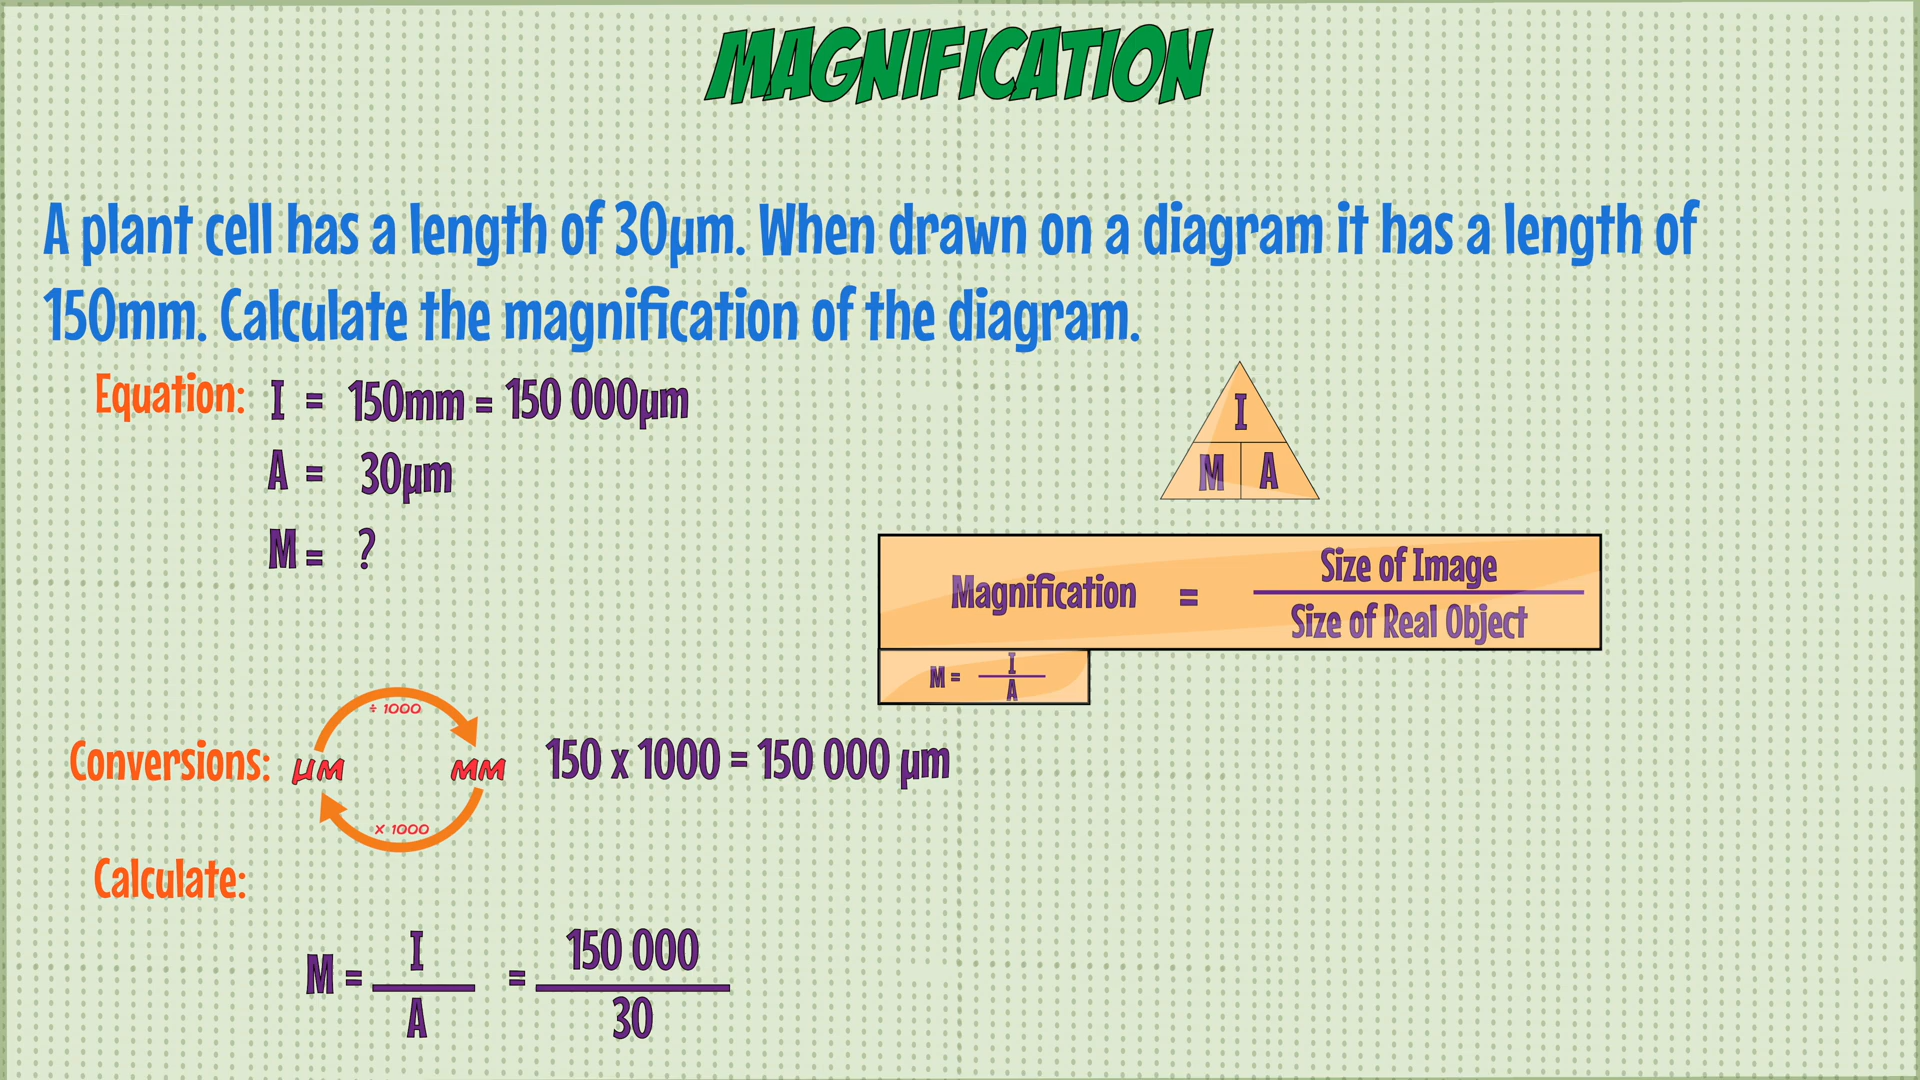 MAGNIFICATION
A plant cell has a length of 30µm. When drawn on a diagram it has a length of
150mm. Calculate the magnification of the diagram.
Equation: I = 150mm = 150 000µm
A = 30µm
M = ?
I
M A
Magnification = Size of Image
Size of Real Object
M = I
A
÷ 1000
Conversions: µM MM 150 x 1000 = 150 000 µm
x 1000
Calculate:
M = I = 150 000
A 30